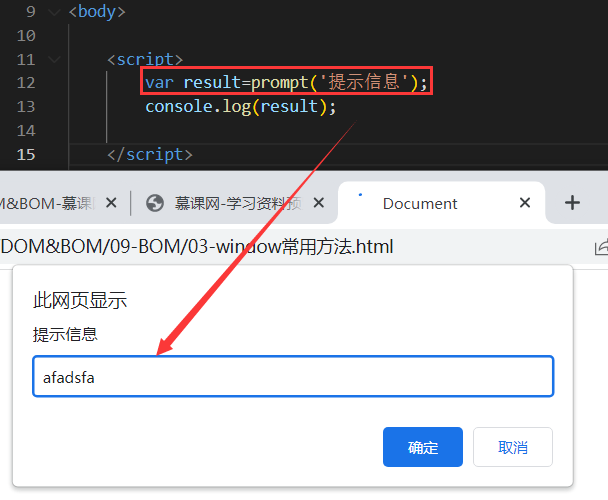 9 <body>
10
11 <script>
12 var result=prompt('提示信息');
13 console.log(result);
14
15 </script>
M&BOM-慕课 慕课网-学习资料预 Document
/DOM&BOM/09-BOM/03-window常用方法.html
此网页显示
提示信息
afadsfa
确定 取消